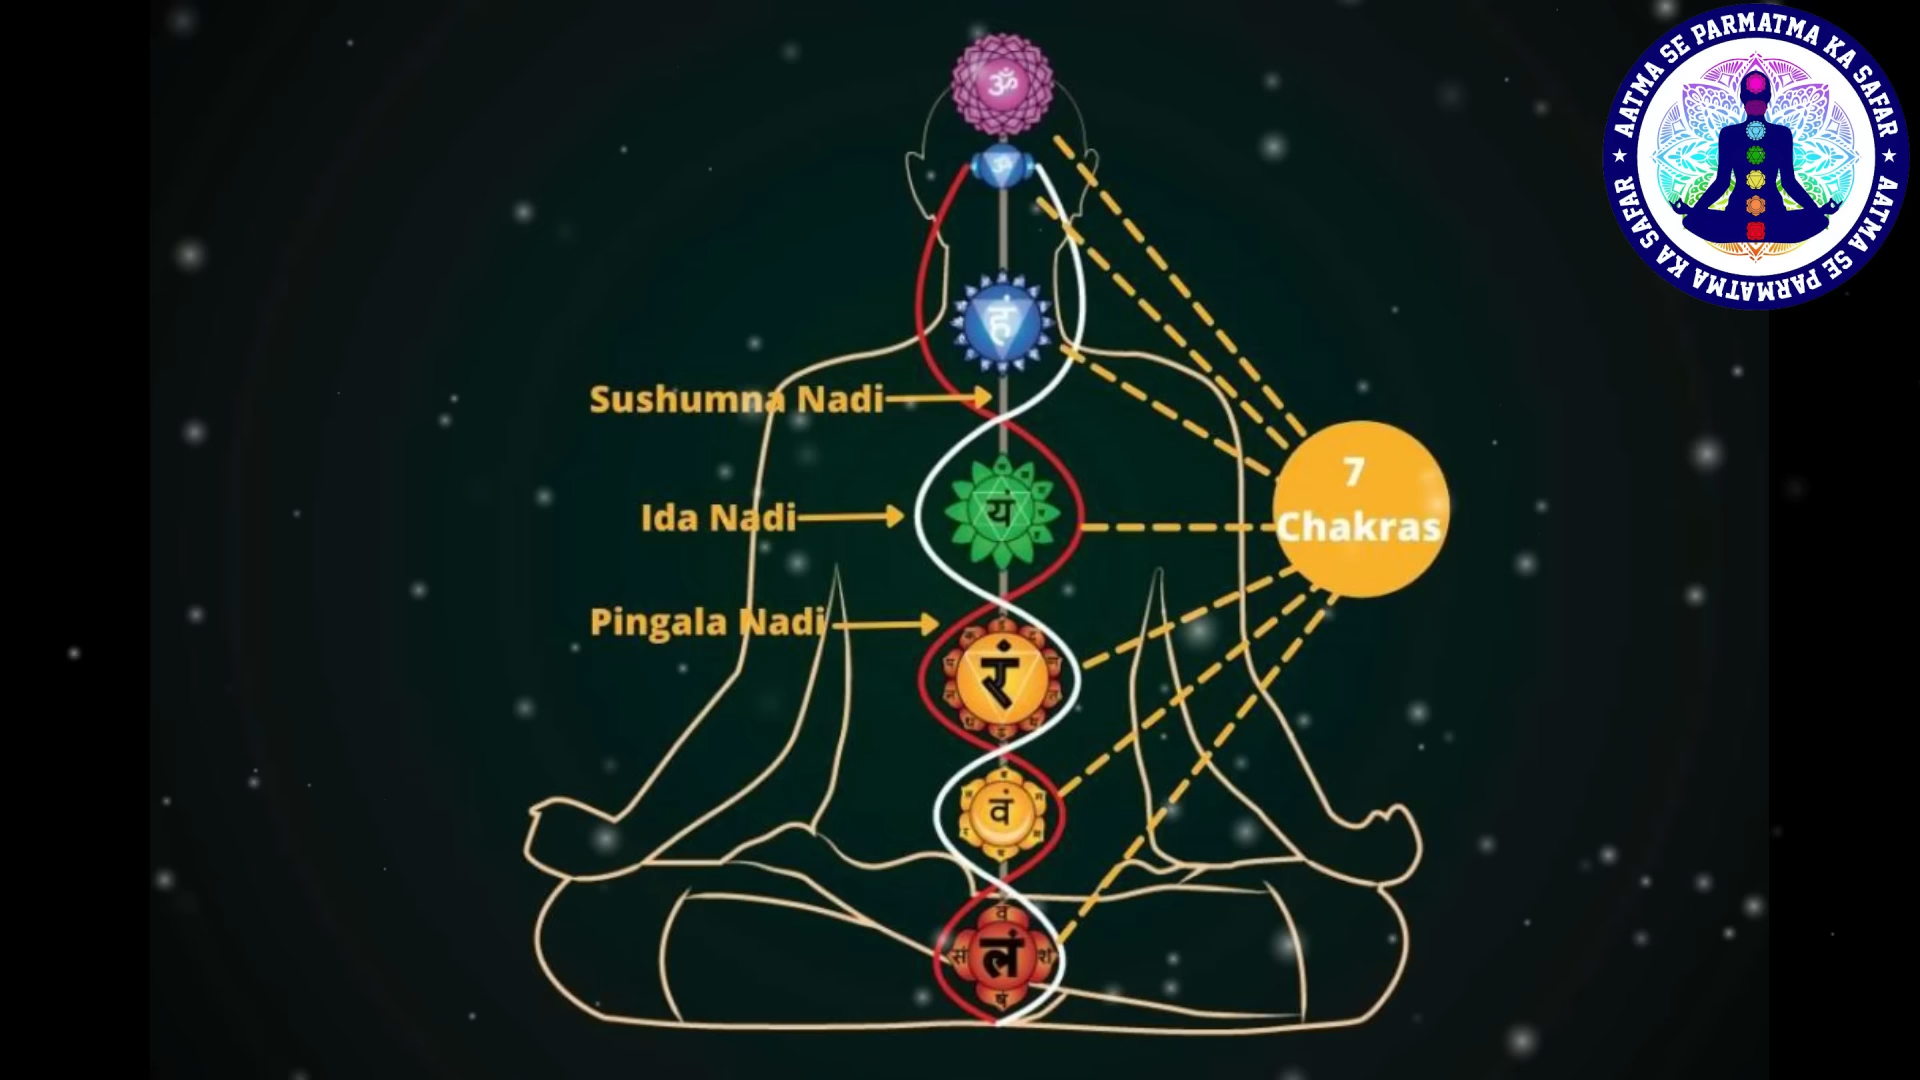 ॐ
ॐ
हं
Sushumna Nadi
7
Chakras
Ida Nadi
यं
Pingala Nadi
रं
वं
वं
लं
सं
शं
षं
AATMA SE PARMATMA KA SAFAR
AATMA SE PARMATMA KA SAFAR